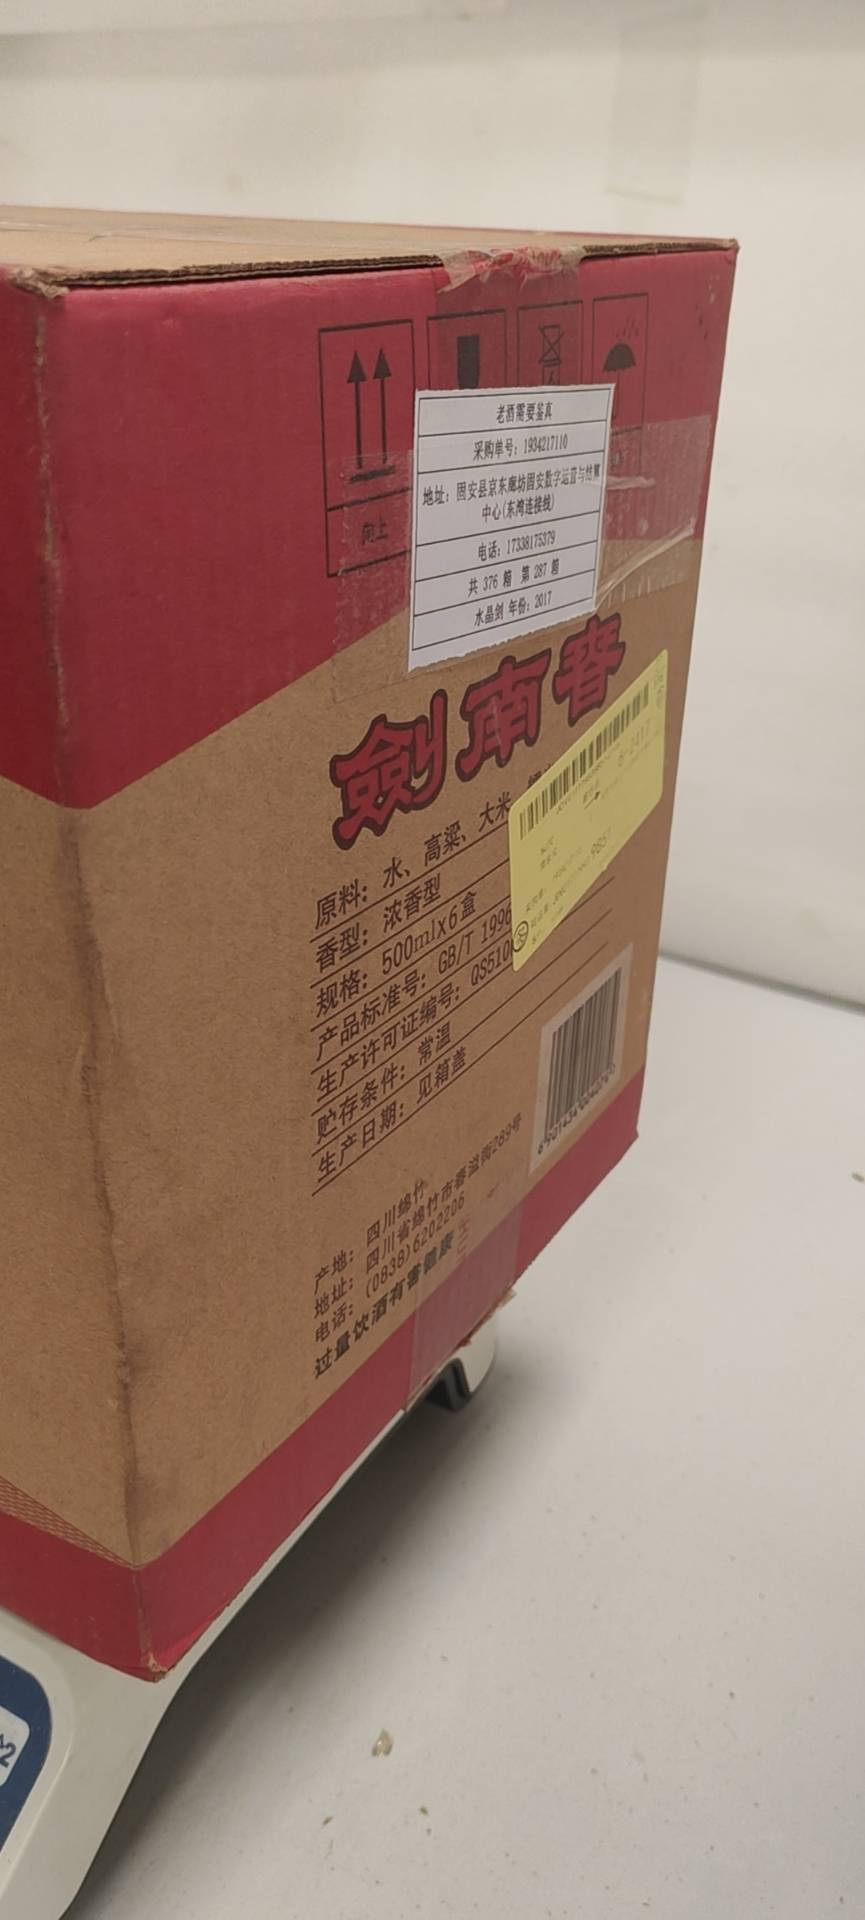 老酒需要鉴真
采购单号：1934217110
地址：固安县京东廊坊固安数字运营与结算
中心(东湾连接线)
电话：17338175379
共 376 箱 第 287 箱
水晶剑 年份：2017
向上
劍南春
原料：水、高粱、大米、
香型：浓香型
规格：500mlx6盒
产品标准号：GB/T
生产许可证编号：
贮存条件：常温
生产日期：见箱盖
产地：四川绵竹
地址：四川省绵竹市春溢街289号
电话：(0838)6202206
过量饮酒有害健康